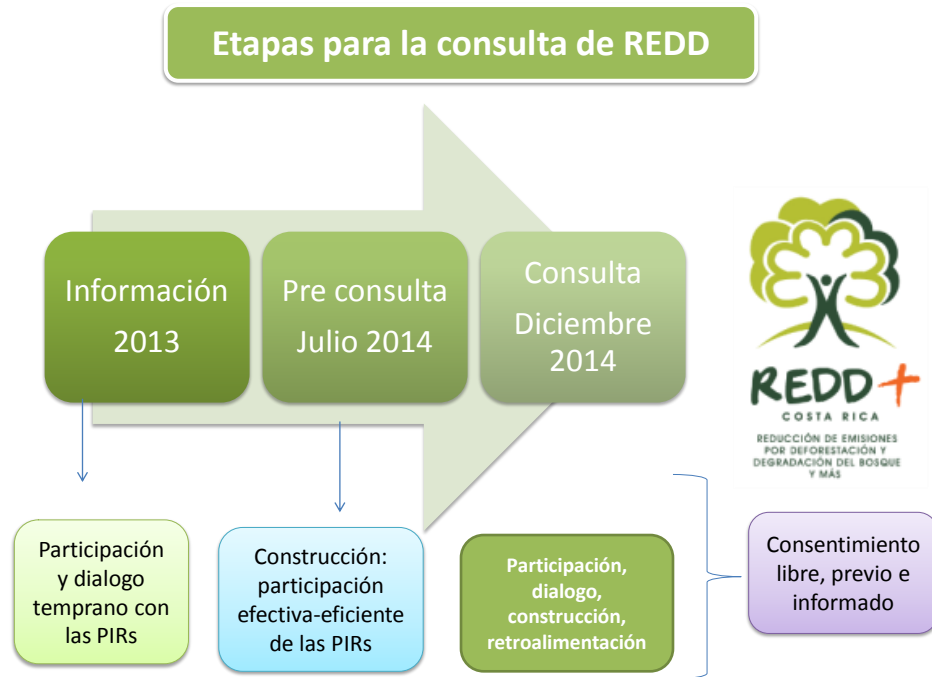 Etapas para la consulta de REDD
Información
2013
Pre consulta
Julio 2014
Consulta
Diciembre
2014
REDD+
COSTA RICA
REDUCCIÓN DE EMISIONES
POR DEFORESTACIÓN Y
DEGRADACIÓN DEL BOSQUE
Y MÁS
Participación
y dialogo
temprano con
las PIRs
Construcción:
participación
efectiva-eficiente
de las PIRs
Participación,
dialogo,
construcción,
retroalimentación
Consentimiento
libre, previo e
informado